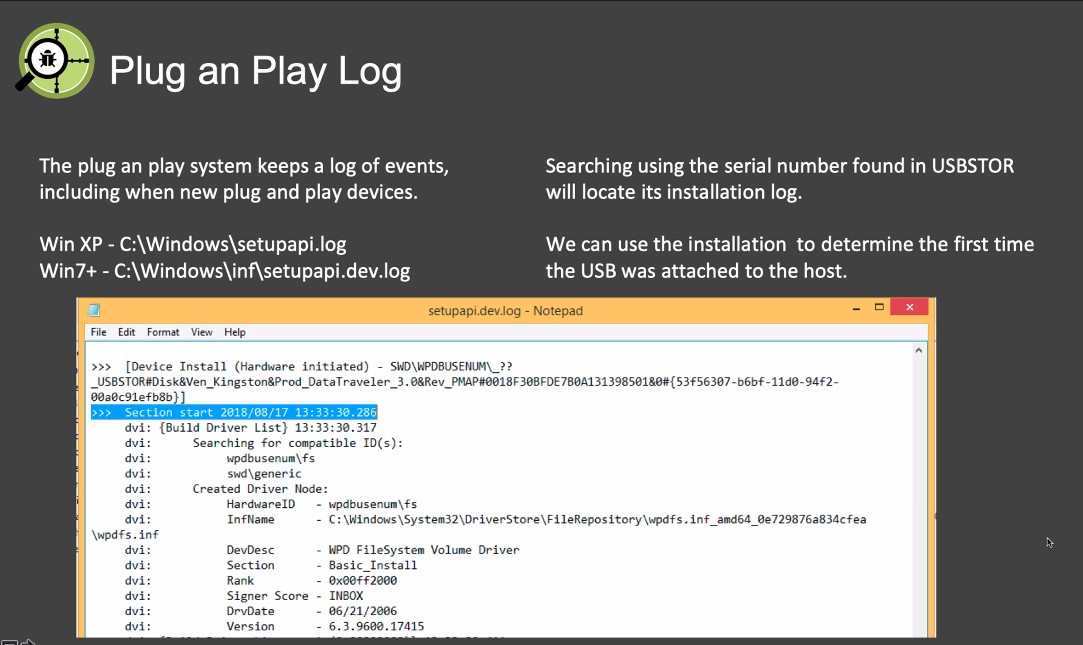 Plug an Play Log
The plug an play system keeps a log of events,
including when new plug and play devices.
Win XP - C:\Windows\setupapi.log
Win7+ - C:\Windows\inf\setupapi.dev.log
Searching using the serial number found in USBSTOR
will locate its installation log.
We can use the installation  to determine the first time
the USB was attached to the host.
setupapi.dev.log - Notepad
File Edit Format View Help
>>>  [Device Install (Hardware initiated) - SWD\WPDBUSENUM\_??
_USBSTOR#Disk&Ven_Kingston&Prod_DataTraveler_3.0&Rev_PMAP#0018F30BFDE7B0A131398501&0#{53f56307-b6bf-11d0-94f2-
00a0c91efb8b}]
>>>  Section start 2018/08/17 13:33:30.286
dvi: {Build Driver List} 13:33:30.317
dvi:      Searching for compatible ID(s):
dvi:           wpdbusenum\fs
dvi:           swd\generic
dvi:      Created Driver Node:
dvi:           HardwareID   - wpdbusenum\fs
dvi:           InfName      - C:\Windows\System32\DriverStore\FileRepository\wpdfs.inf_amd64_0e729876a834cfea
\wpdfs.inf
dvi:           DevDesc      - WPD FileSystem Volume Driver
dvi:           Section      - Basic_Install
dvi:           Rank         - 0x00ff2000
dvi:           Signer Score - INBOX
dvi:           DrvDate      - 06/21/2006
dvi:           Version      - 6.3.9600.17415